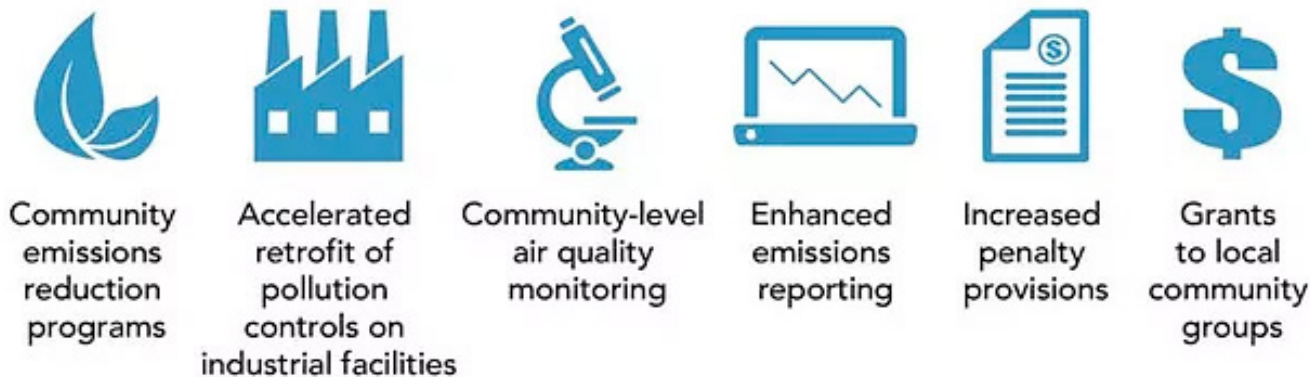 $
Community
emissions
reduction
programs
Accelerated
retrofit of
pollution
controls on
industrial facilities
Community-level
air quality
monitoring
Enhanced
emissions
reporting
Increased
penalty
provisions
$
Grants
to local
community
groups